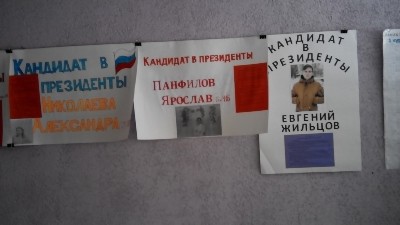 КАНДИДАТ В
ПРЕЗИДЕНТЫ
НИКОЛАЕВА
АЛЕКСАНДРА
КАНДИДАТ В ПРЕЗИДЕНТЫ
ПАНФИЛОВ
ЯРОСЛАВ
КАНДИДАТ
В
ПРЕЗИДЕНТЫ
ЕВГЕНИЙ
ЖИЛЬЦОВ